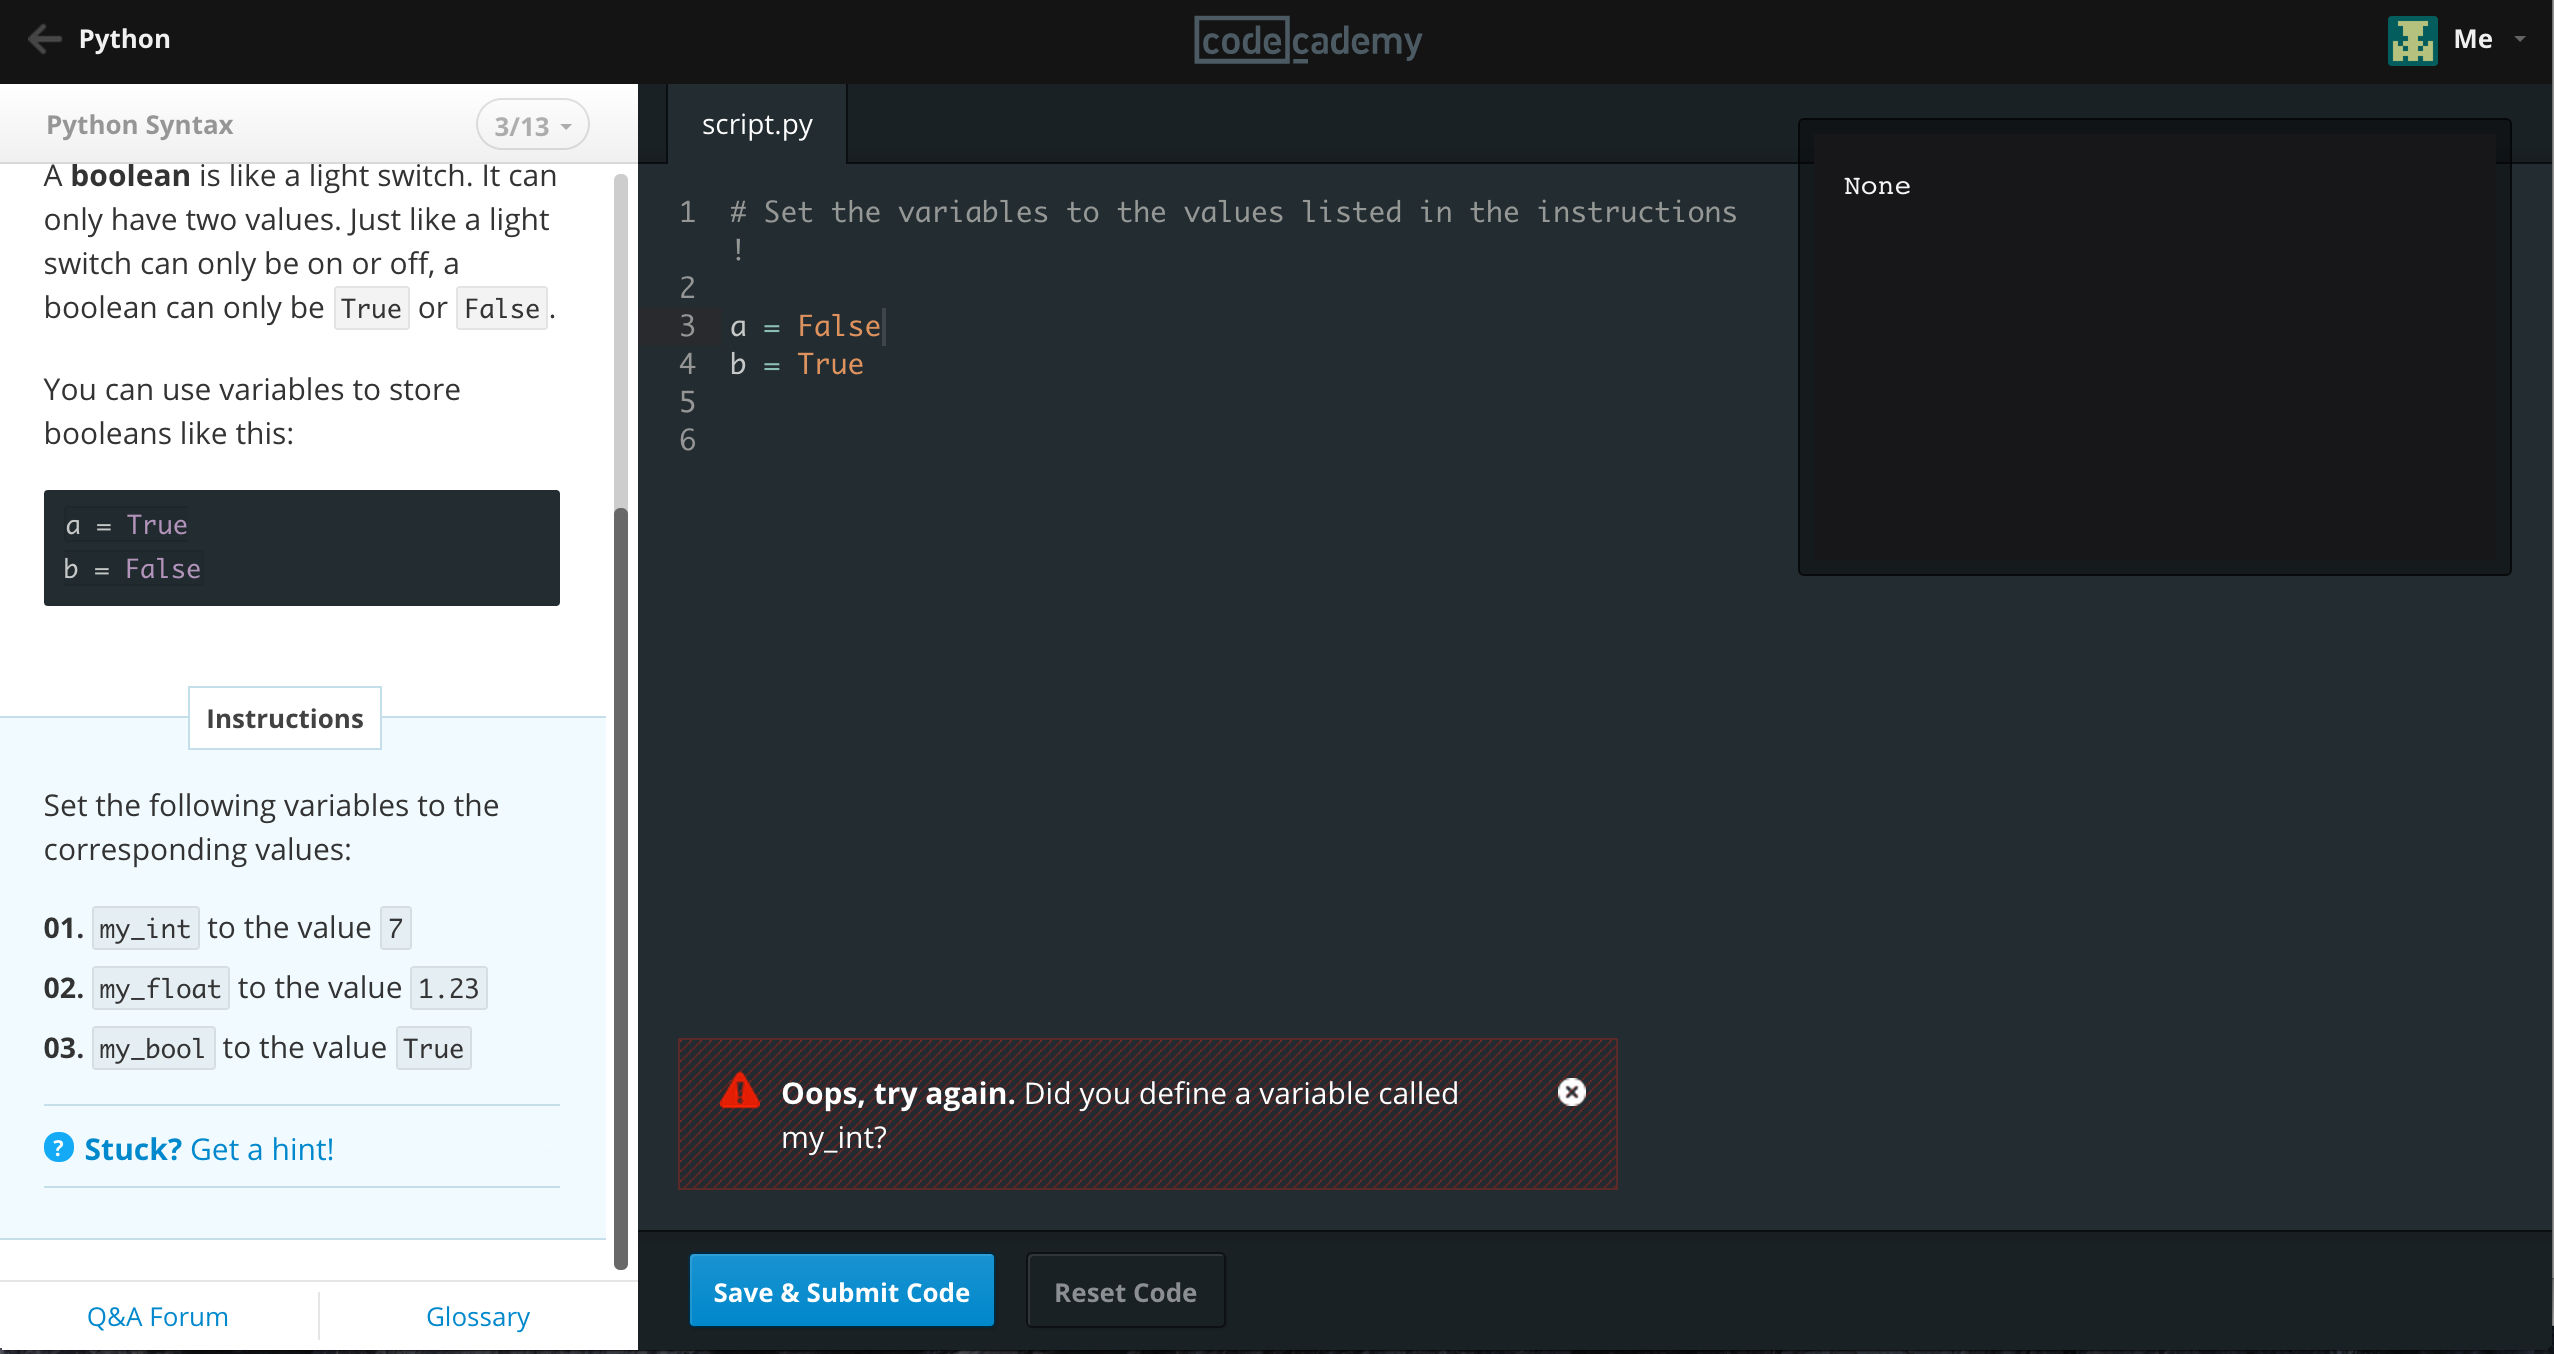 Python
codecademy
Me
Python Syntax
3/13
A boolean is like a light switch. It can
only have two values. Just like a light
switch can only be on or off, a
boolean can only be True or False.
You can use variables to store
booleans like this:
a = True
b = False
Instructions
Set the following variables to the
corresponding values:
01. my_int to the value 7
02. my_float to the value 1.23
03. my_bool to the value True
? Stuck? Get a hint!
Q&A Forum
Glossary
script.py
1 # Set the variables to the values listed in the instructions
!
2
3 a = False
4 b = True
5
6
None
Oops, try again. Did you define a variable called
my_int?
Save & Submit Code
Reset Code